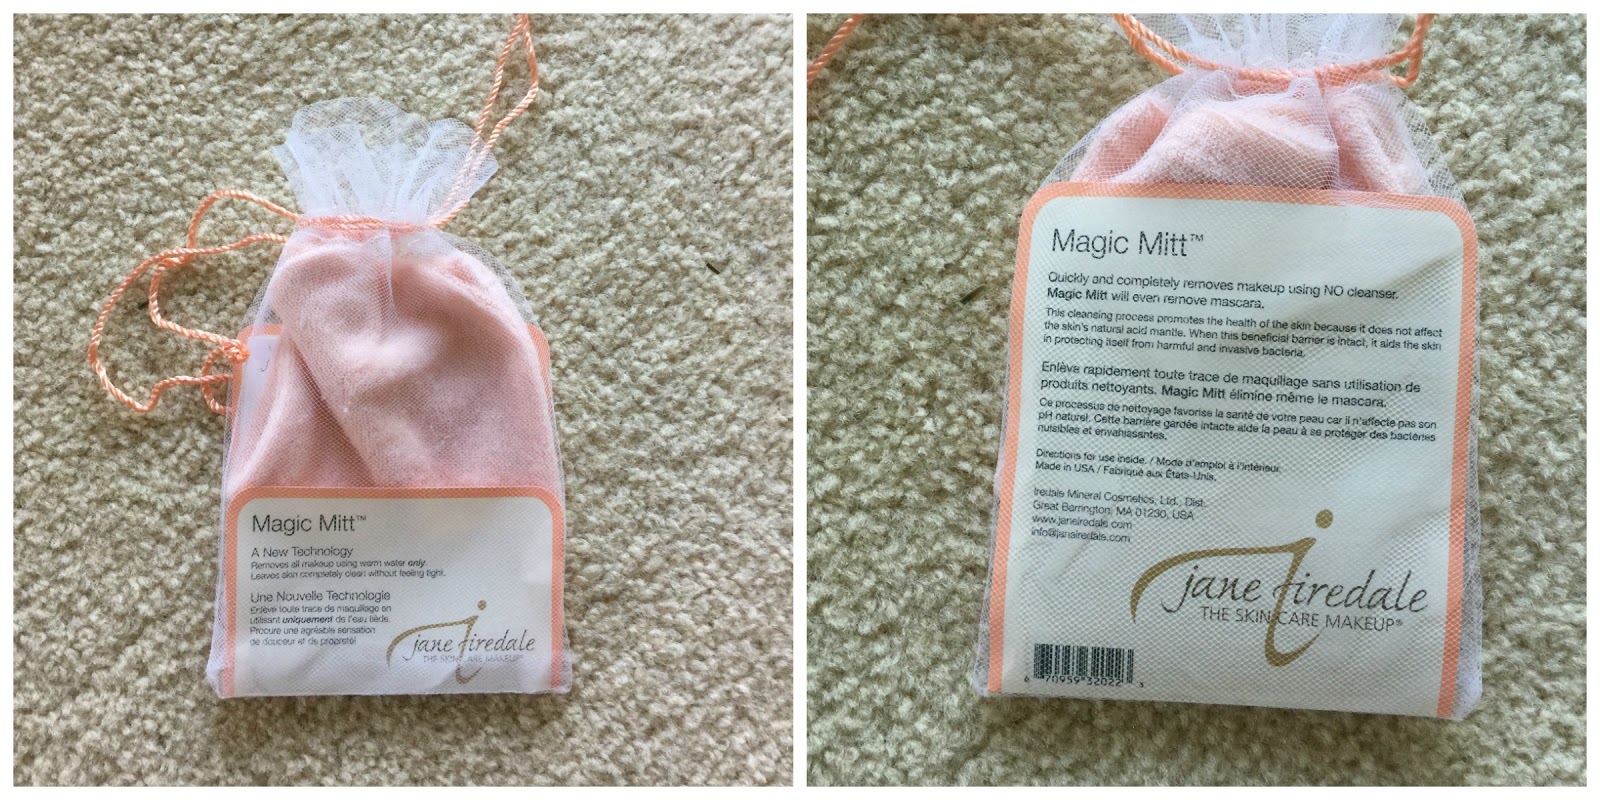 Magic Mitt™
A New Technology
Removes all makeup using warm water only.
Leaves skin completely clean without feeling tight.
Une Nouvelle Technologie
Enlève toute trace de maquillage en
utilisant uniquement de l'eau tiède.
Procure une agréable sensation
de douceur et de propreté!
jane iredale
THE SKIN CARE MAKEUP®
Magic Mitt™
Quickly and completely removes makeup using NO cleanser.
Magic Mitt will even remove mascara.
This cleansing process promotes the health of the skin because it does not affect
the skin's natural acid mantle. When this beneficial barrier is intact, it aids the skin
in protecting itself from harmful and invasive bacteria.
Enlève rapidement toute trace de maquillage sans utilisation de
produits nettoyants. Magic Mitt élimine même le mascara.
Ce processus de nettoyage favorise la santé de votre peau car il n'affecte pas son
pH naturel. Cette barrière gardée intacte aide la peau à se protéger des bactéries
nuisibles et envahissantes.
Directions for use inside. / Mode d'emploi à l'intérieur.
Made in USA / Fabriqué aux États-Unis.
Iredale Mineral Cosmetics, Ltd., Dist.
Great Barrington, MA 01230, USA
www.janeiredale.com
info@janeiredale.com
jane iredale
THE SKIN CARE MAKEUP®
6 70959 32022 3